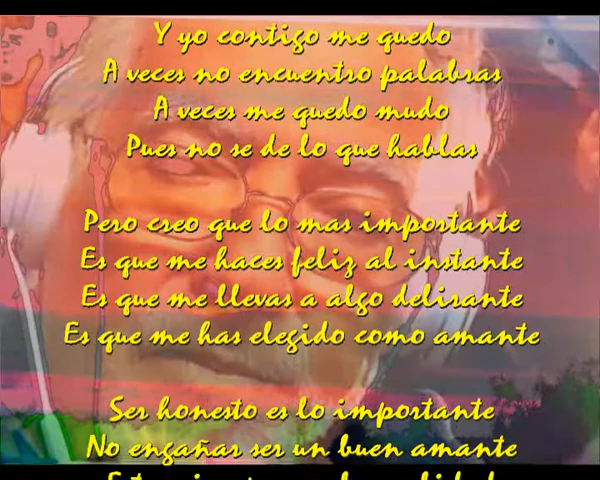 Y yo contigo me quedo
A veces no encuentro palabras
A veces me quedo mudo
Pues no se de lo que hablas
Pero creo que lo mas importante
Es que me haces feliz al instante
Es que me llevas a algo delirante
Es que me has elegido como amante
Ser honesto es lo importante
No engañar ser un buen amante